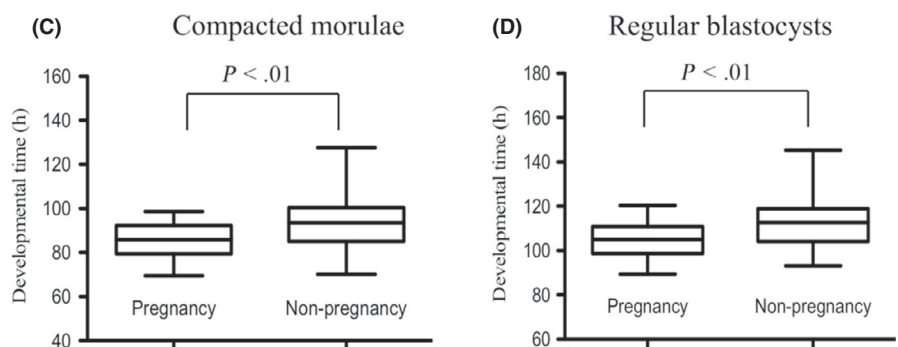 (C) Compacted morulae
P < .01
Developmental time (h)
160
140
120
100
80
60
40
Pregnancy Non-pregnancy
(D) Regular blastocysts
P < .01
Developmental time (h)
180
160
140
120
100
80
60
Pregnancy Non-pregnancy